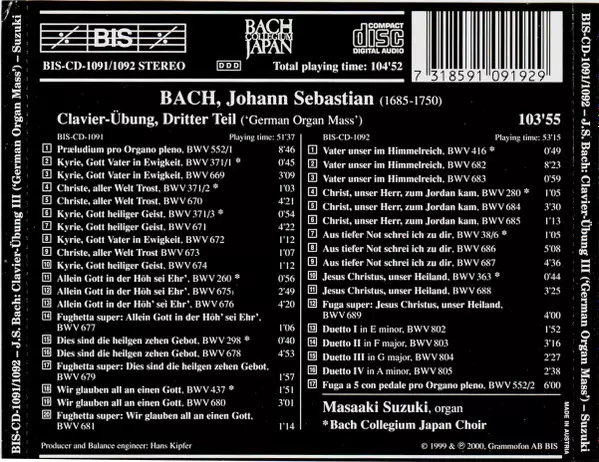 BIS-CD-1091/1092 – J.S. Bach: Clavier-Übung III ('German Organ Mass') – Suzuki
BIS
BIS-CD-1091/1092 STEREO
BACH
COLLEGIUM
JAPAN
DDD
COMPACT
disc
DIGITAL AUDIO
Total playing time: 104'52
7 318591 091929
BACH, Johann Sebastian (1685-1750)
Clavier-Übung, Dritter Teil ('German Organ Mass') 103'55
BIS-CD-1091 Playing time: 51'37
1 Præludium pro Organo pleno, BWV 552/1 8'46
2 Kyrie, Gott Vater in Ewigkeit, BWV 371/1 * 0'45
3 Kyrie, Gott Vater in Ewigkeit, BWV 669 3'09
4 Christe, aller Welt Trost, BWV 371/2 * 1'03
5 Christe, aller Welt Trost, BWV 670 4'21
6 Kyrie, Gott heiliger Geist, BWV 371/3 * 0'54
7 Kyrie, Gott heiliger Geist, BWV 671 4'22
8 Kyrie, Gott Vater in Ewigkeit, BWV 672 1'12
9 Christe, aller Welt Trost BWV 673 1'07
10 Kyrie, Gott heiliger Geist, BWV 674 1'12
11 Allein Gott in der Höh sei Ehr', BWV 260 * 0'56
12 Allein Gott in der Höh sei Ehr', BWV 675 2'49
13 Allein Gott in der Höh' sei Ehr', BWV 676 4'20
14 Fughetta super: Allein Gott in der Höh' sei Ehr',
BWV 677 1'06
15 Dies sind die heilgen zehen Gebot, BWV 298 * 0'40
16 Dies sind die heilgen zehen Gebot, BWV 678 4'53
17 Fughetta super: Dies sind die heilgen zehen Gebot,
BWV 679 1'51
18 Wir glauben all an einen Gott, BWV 437 * 1'57
19 Wir glauben all an einen Gott, BWV 680 3'01
20 Fughetta super: Wir glauben all an einen Gott,
BWV 681 1'14
Producer and Balance engineer: Hans Kipfer
BIS-CD-1092 Playing time: 53'15
1 Vater unser im Himmelreich, BWV 416 * 0'49
2 Vater unser im Himmelreich, BWV 682 8'23
3 Vater unser im Himmelreich, BWV 683 0'59
4 Christ, unser Herr, zum Jordan kam, BWV 280 * 1'05
5 Christ, unser Herr, zum Jordan kam, BWV 684 3'30
6 Christ, unser Herr, zum Jordan kam, BWV 685 1'13
7 Aus tiefer Not schrei ich zu dir, BWV 38/6 * 1'05
8 Aus tiefer Not schrei ich zu dir, BWV 686 5'08
9 Aus tiefer Not schrei ich zu dir, BWV 687 4'36
10 Jesus Christus, unser Heiland, BWV 363 * 0'44
11 Jesus Christus, unser Heiland, BWV 688 3'25
12 Fuga super: Jesus Christus, unser Heiland,
BWV 689 4'00
13 Duetto I in E minor, BWV 802 1'52
14 Duetto II in F major, BWV 803 3'16
15 Duetto III in G major, BWV 804 2'27
16 Duetto IV in A minor, BWV 805 2'38
17 Fuga a 5 con pedale pro Organo pleno, BWV 552/2 6'00
Masaaki Suzuki, organ
*Bach Collegium Japan Choir
© 1999 & ℗ 2000, Grammofon AB BIS
MADE IN AUSTRIA
BIS-CD-1091/1092 – J.S. Bach: Clavier-Übung III ('German Organ Mass') – Suzuki